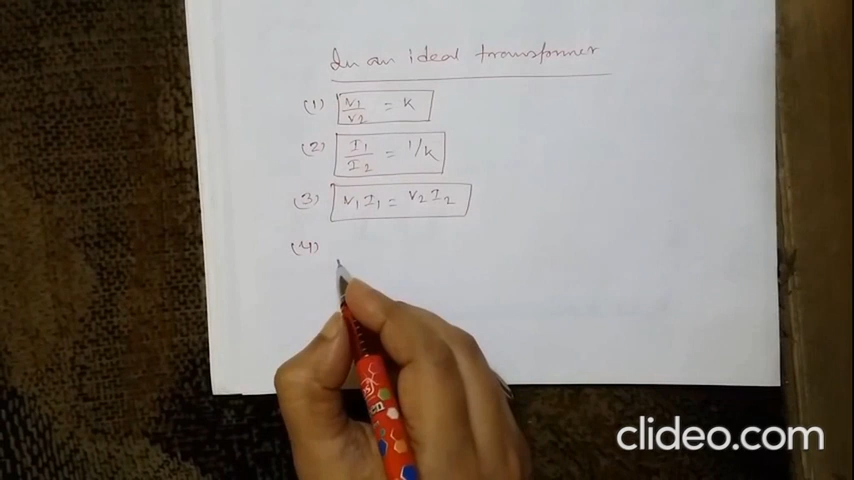 In an ideal transformer
(1) V1/V2 = K
(2) I1/I2 = 1/K
(3) V1I1 = V2I2
(4)
clideo.com